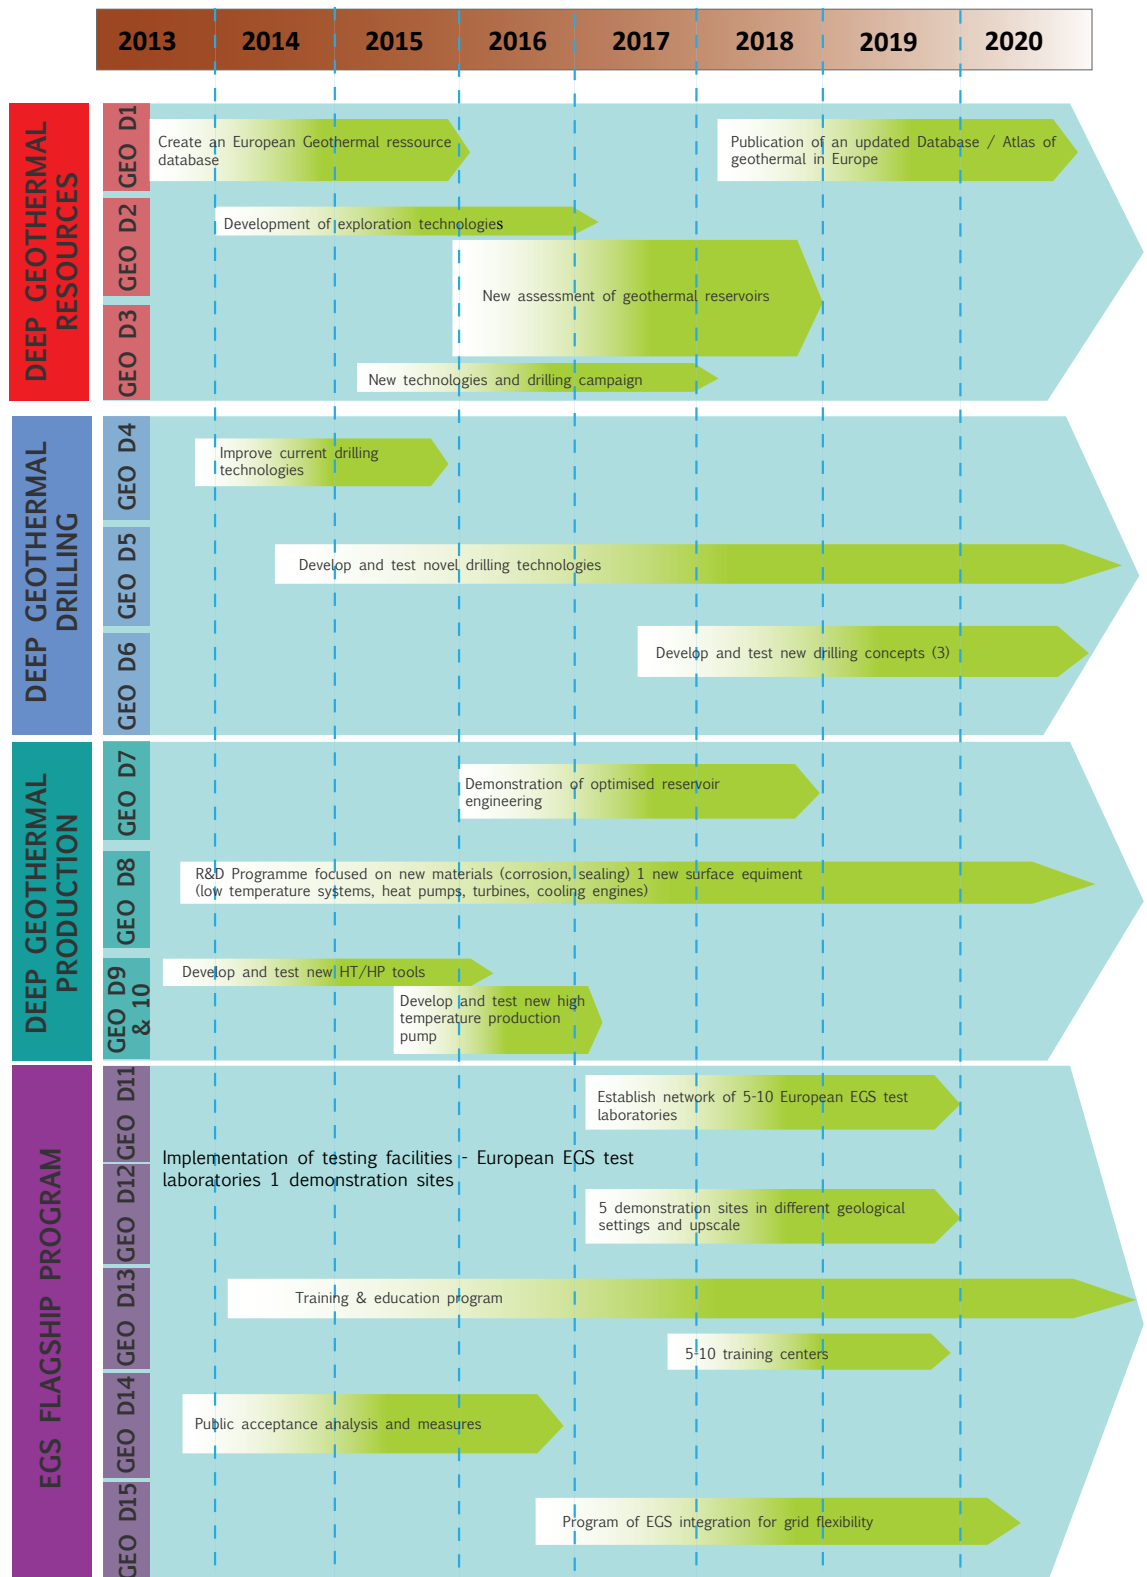 2013 2014 2015 2016 2017 2018 2019 2020
DEEP GEOTHERMAL
RESOURCES
GEO D1
Create an European Geothermal ressource
database
Publication of an updated Database / Atlas of
geothermal in Europe
GEO D2
Development of exploration technologies
New assessment of geothermal reservoirs
GEO D3
New technologies and drilling campaign
DEEP GEOTHERMAL
DRILLING
GEO D4
Improve current drilling
technologies
GEO D5
Develop and test novel drilling technologies
GEO D6
Develop and test new drilling concepts (3)
DEEP GEOTHERMAL
PRODUCTION
GEO D7
Demonstration of optimised reservoir
engineering
GEO D8
R&D Programme focused on new materials (corrosion, sealing) 1 new surface equiment
(low temperature systems, heat pumps, turbines, cooling engines)
GEO D9
& 10
Develop and test new HT/HP tools
Develop and test new high
temperature production
pump
EGS FLAGSHIP PROGRAM
GEO D11
Establish network of 5-10 European EGS test
laboratories
Implementation of testing facilities - European EGS test
laboratories 1 demonstration sites
GEO D12
5 demonstration sites in different geological
settings and upscale
GEO D13
Training & education program
5-10 training centers
GEO D14
Public acceptance analysis and measures
GEO D15
Program of EGS integration for grid flexibility